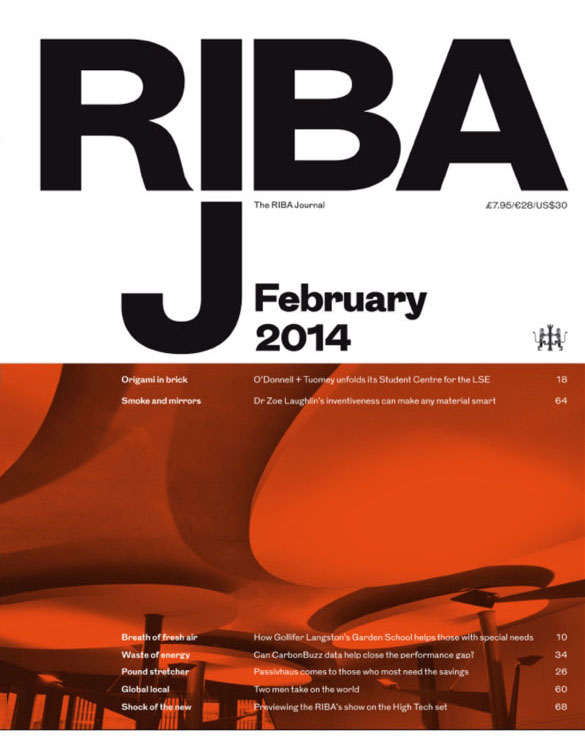 RIBA
J
The RIBA Journal £7.95/€28/US$30
February
2014
Origami in brick O'Donnell + Tuomey unfolds its Student Centre for the LSE 18
Smoke and mirrors Dr Zoe Laughlin's inventiveness can make any material smart 64
Breath of fresh air How Gollifer Langston's Garden School helps those with special needs 10
Waste of energy Can CarbonBuzz data help close the performance gap? 34
Pound stretcher Passivhaus comes to those who most need the savings 26
Global local Two men take on the world 60
Shock of the new Previewing the RIBA's show on the High Tech set 68